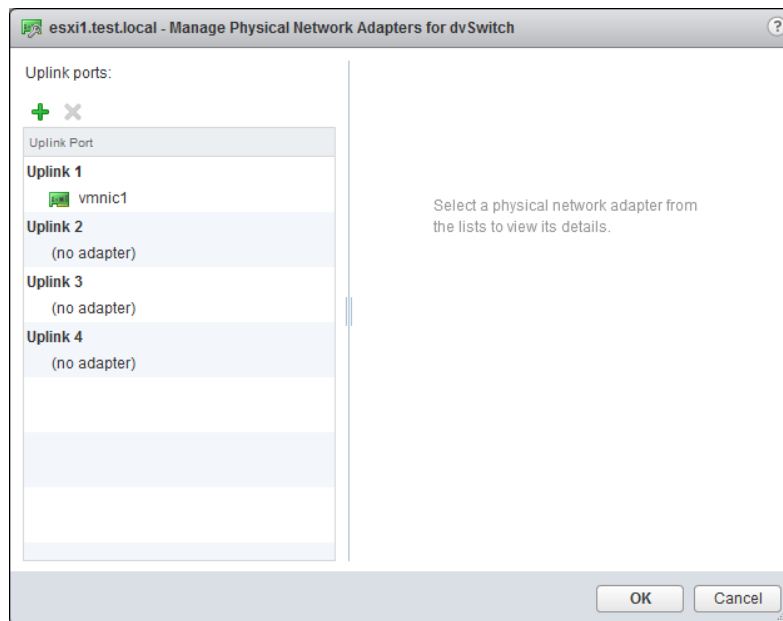 esxi1.test.local - Manage Physical Network Adapters for dvSwitch
?
Uplink ports:
Uplink Port
Uplink 1
vmnic1
Uplink 2
(no adapter)
Uplink 3
(no adapter)
Uplink 4
(no adapter)
Select a physical network adapter from
the lists to view its details.
OK
Cancel